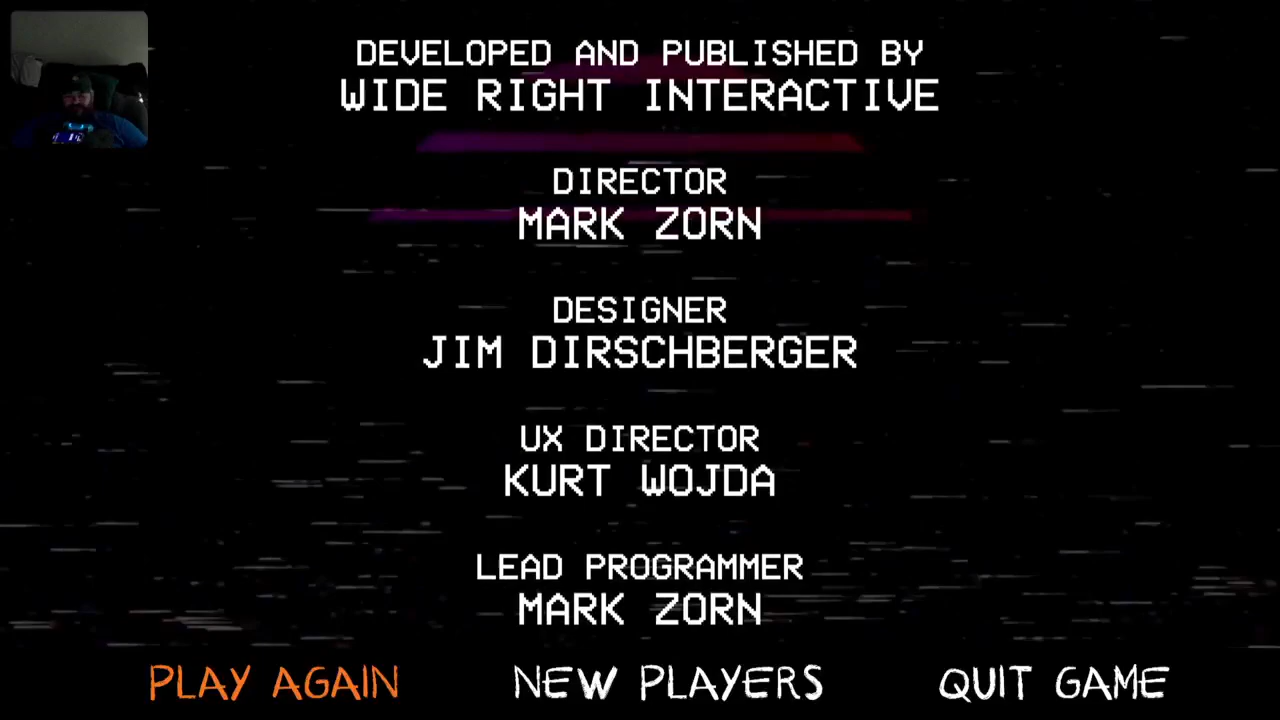 DEVELOPED AND PUBLISHED BY
WIDE RIGHT INTERACTIVE
DIRECTOR
MARK ZORN
DESIGNER
JIM DIRSCHBERGER
UX DIRECTOR
KURT WOJDA
LEAD PROGRAMMER
MARK ZORN
PLAY AGAIN
NEW PLAYERS
QUIT GAME